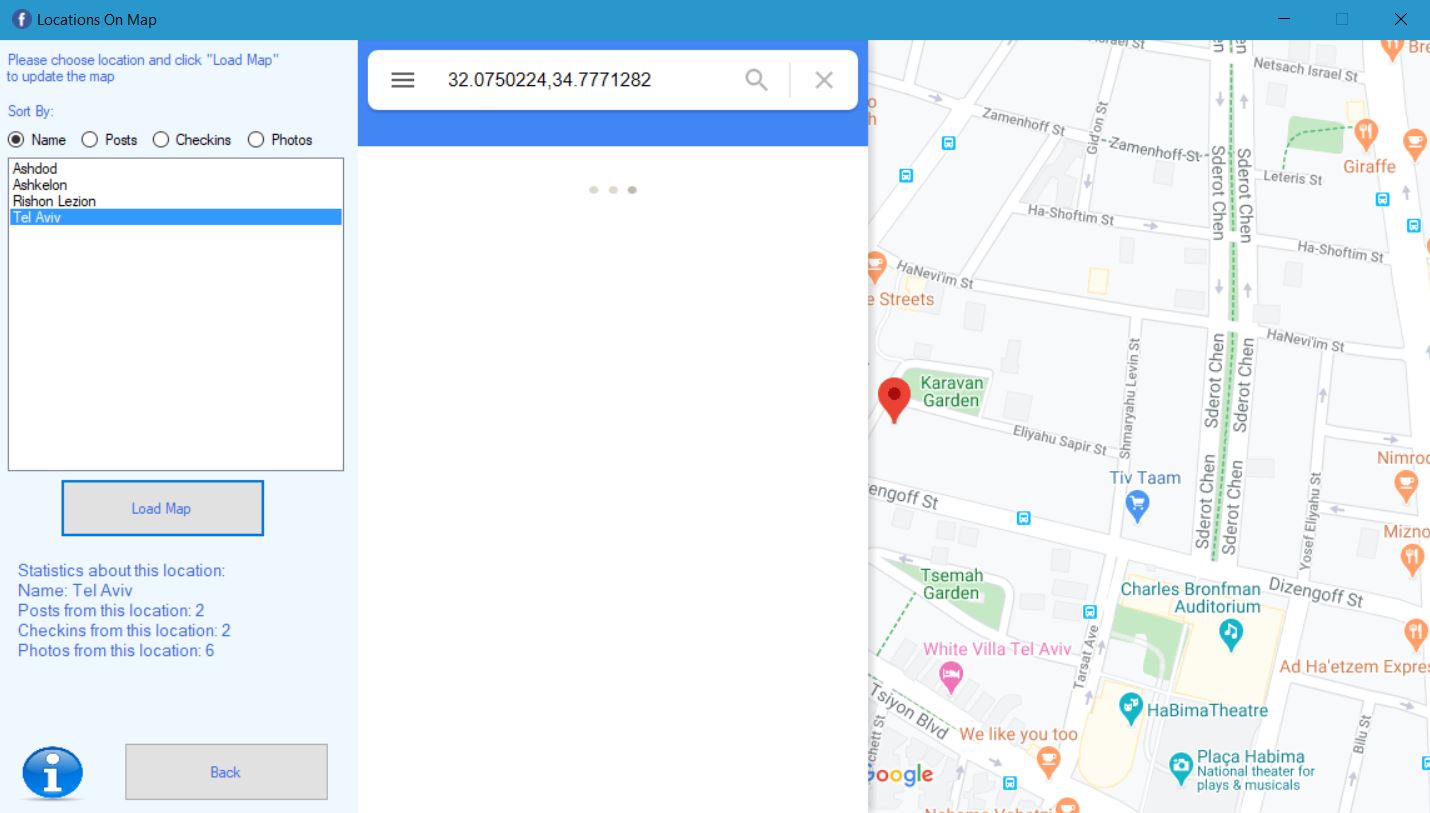 Locations On Map
Please choose location and click "Load Map"
to update the map
Sort By:
Name
Posts
Checkins
Photos
Ashdod
Ashkelon
Rishon Lezion
Tel Aviv
Load Map
Statistics about this location:
Name: Tel Aviv
Posts from this location: 2
Checkins from this location: 2
Photos from this location: 6
Back
32.0750224,34.7771282
Netsach Israel St
Zamenhoff St
Gid'on St
Zamenhoff St
Sderot Chen
Sderot Chen
Giraffe
Leteris St
Ha-Shoftim St
Ha-Shoftim St
HaNevi'im St
e Streets
HaNevi'im St
Shmaryahu Levin St
Sderot Chen
Sderot Chen
Karavan
Garden
Eliyahu Sapir St
Nimrod
Tiv Taam
Sderot Chen
Sderot Chen
Yosef Eliyahu St
engoff St
Mizno
Tsemah
Garden
Charles Bronfman
Auditorium
Dizengoff St
White Villa Tel Aviv
Tarsat Ave
Ad Ha'etzem Expres
Tsiyon Blvd
HaBimaTheatre
We like you too
Bilu St
Plaça Habima
National theater for
plays & musicals
Google